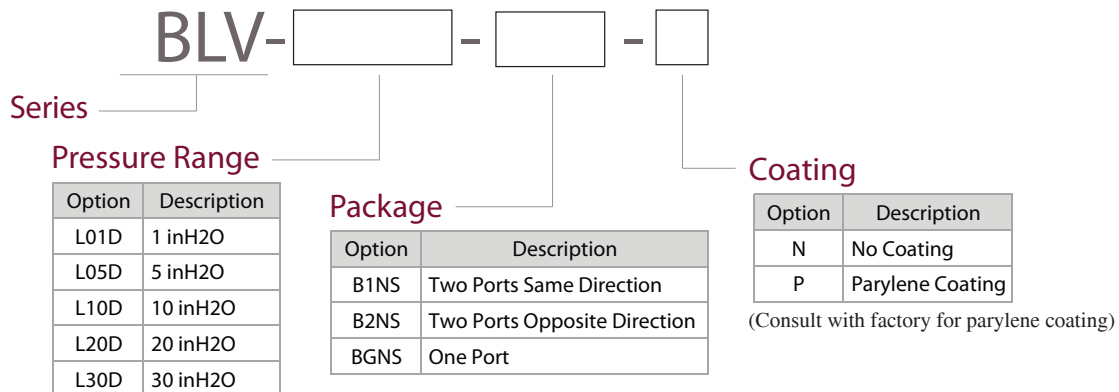 BLV- - -
Series
Pressure Range
Option Description
L01D 1 inH2O
L05D 5 inH2O
L10D 10 inH2O
L20D 20 inH2O
L30D 30 inH2O
Package
Option Description
B1NS Two Ports Same Direction
B2NS Two Ports Opposite Direction
BGNS One Port
Coating
Option Description
N No Coating
P Parylene Coating
(Consult with factory for parylene coating)